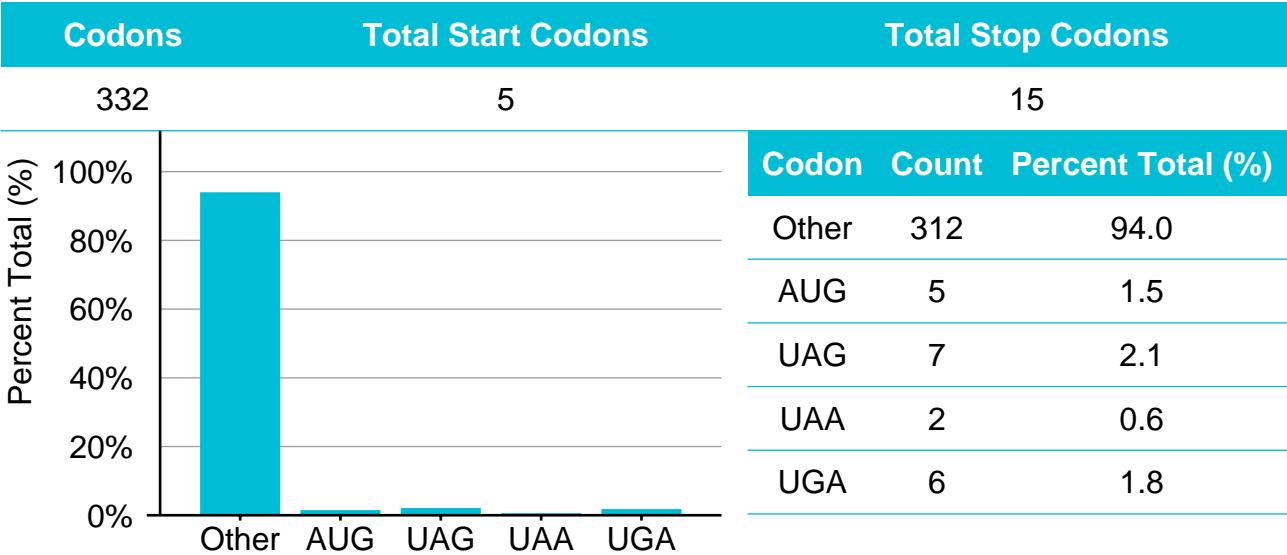 Codons Total Start Codons Total Stop Codons
332 5 15
Percent Total (%)
100%
80%
60%
40%
20%
0%
Other AUG UAG UAA UGA
Codon Count Percent Total (%)
Other 312 94.0
AUG 5 1.5
UAG 7 2.1
UAA 2 0.6
UGA 6 1.8